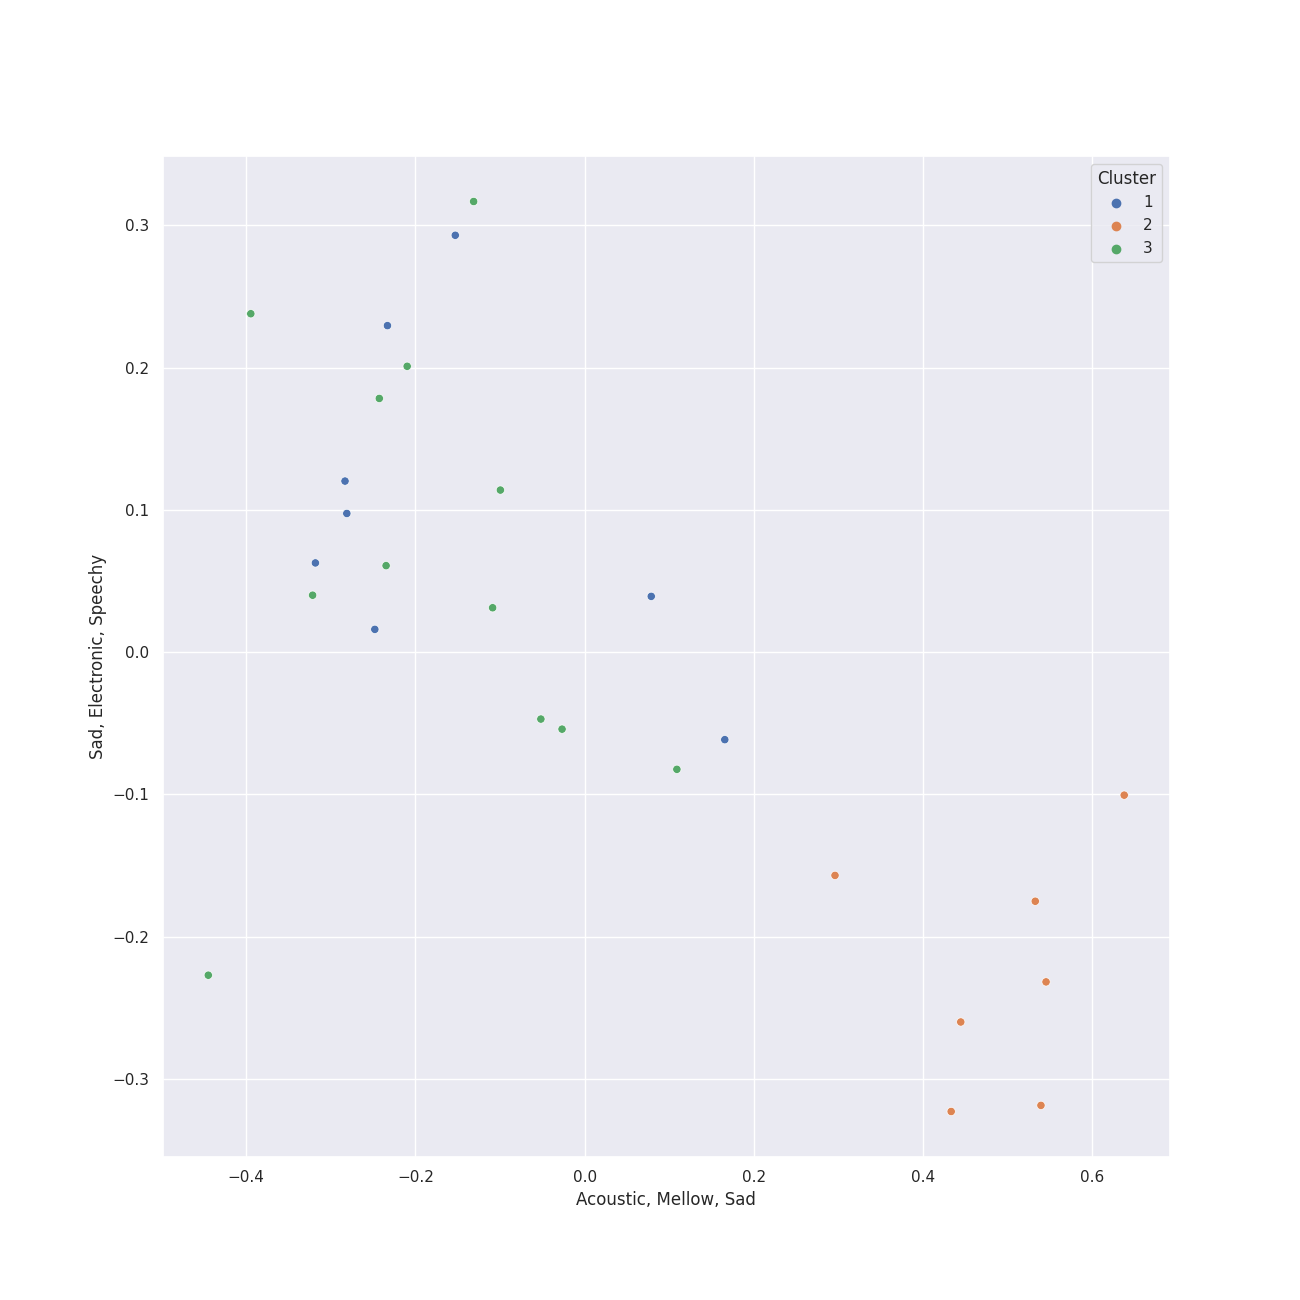 Cluster
1
2
3
0.3
0.2
0.1
0.0
−0.1
−0.2
−0.3
Sad, Electronic, Speechy
−0.4 −0.2 0.0 0.2 0.4 0.6
Acoustic, Mellow, Sad